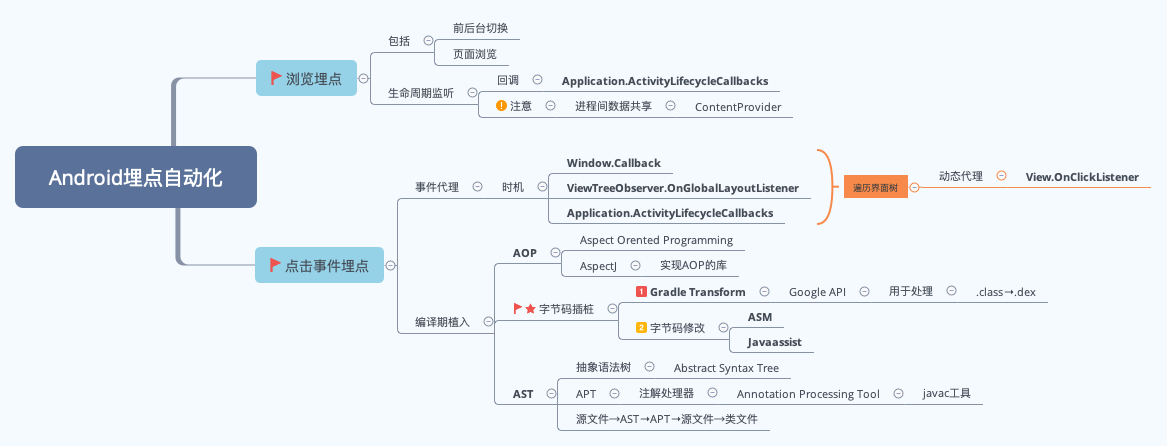 Android埋点自动化
浏览埋点
包括
前后台切换
页面浏览
生命周期监听
回调
Application.ActivityLifecycleCallbacks
注意
进程间数据共享
ContentProvider
点击事件埋点
事件代理
时机
Window.Callback
ViewTreeObserver.OnGlobalLayoutListener
Application.ActivityLifecycleCallbacks
遍历界面树
动态代理
View.OnClickListener
编译期植入
AOP
Aspect Orented Programming
AspectJ
实现AOP的库
字节码插桩
1
Gradle Transform
Google API
用于处理
.class→.dex
2
字节码修改
ASM
Javaassist
AST
抽象语法树
Abstract Syntax Tree
APT
注解处理器
Annotation Processing Tool
javac工具
源文件→AST→APT→源文件→类文件